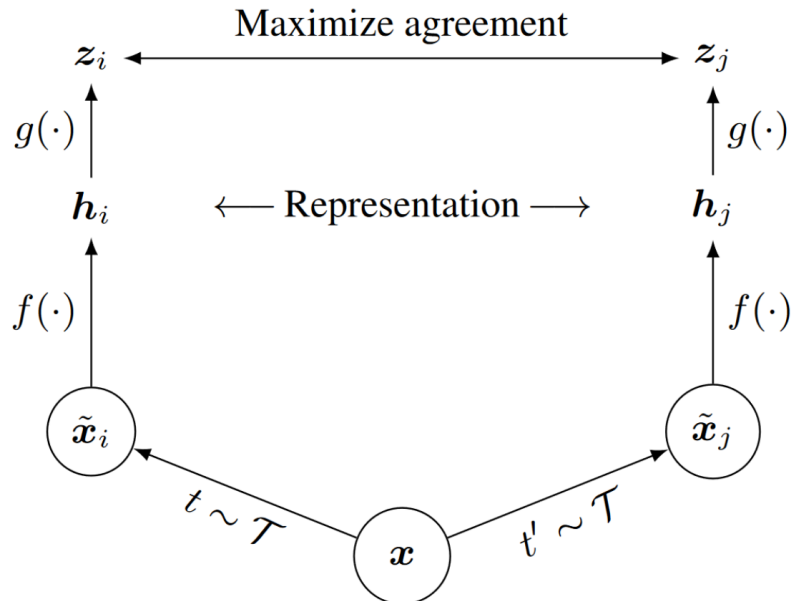 Maximize agreement
z_i z_j
g(·) g(·)
h_i ← Representation → h_j
f(·) f(·)
x̃_i x̃_j
t ∼ 𝒯 t′ ∼ 𝒯
x